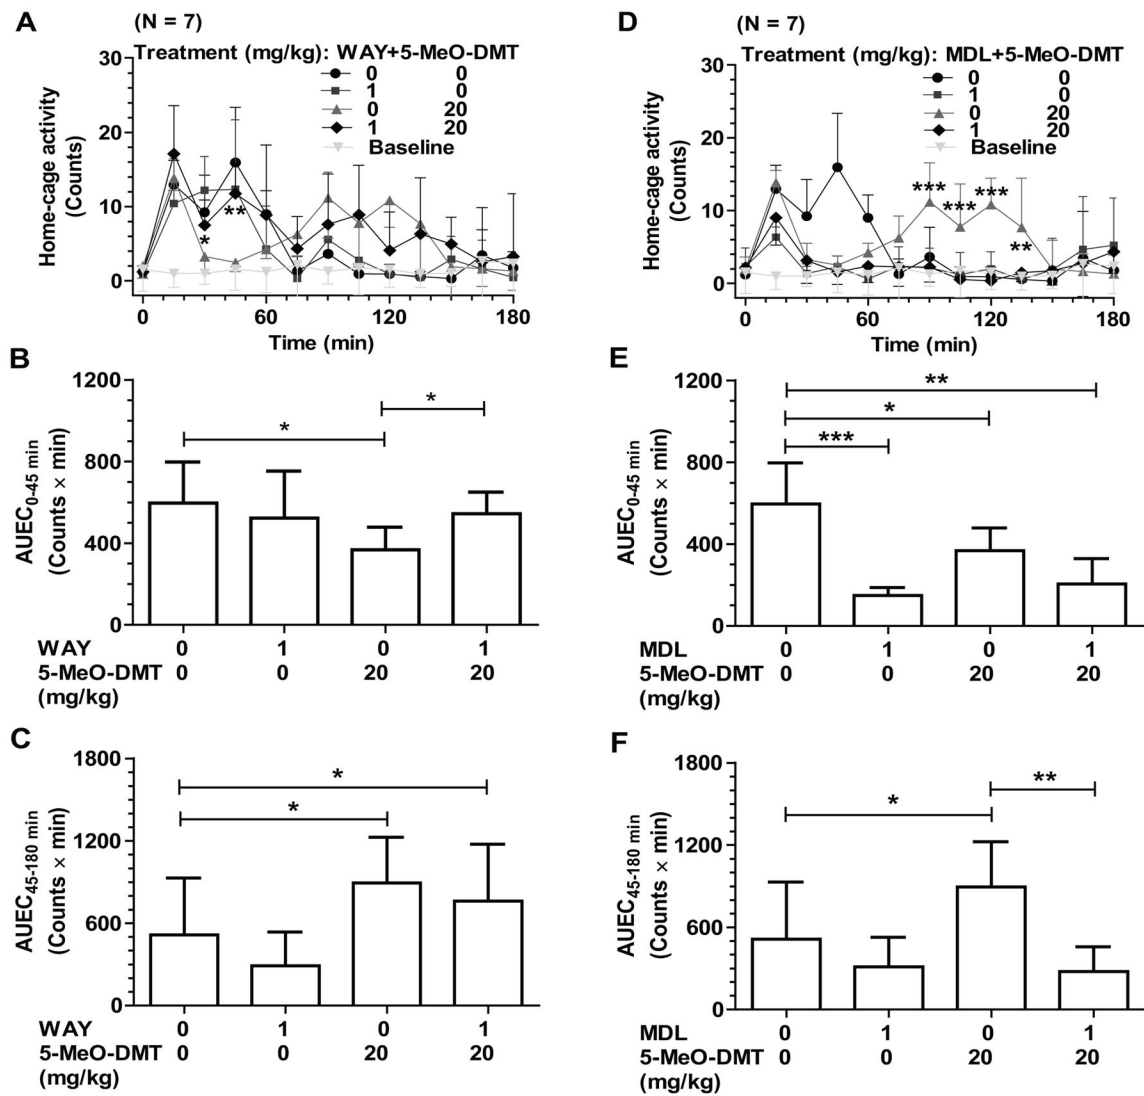 A
(N = 7)
Treatment (mg/kg): WAY+5-MeO-DMT
0 0
1 0
0 20
1 20
Baseline
Home-cage activity
(Counts)
30
20
10
0
*
**
0 60 120 180
Time (min)
B
AUEC0-45 min
(Counts × min)
1200
800
400
0
*
*
WAY 0 1 0 1
5-MeO-DMT 0 0 20 20
(mg/kg)
C
AUEC45-180 min
(Counts × min)
1800
1200
600
0
*
*
WAY 0 1 0 1
5-MeO-DMT 0 0 20 20
(mg/kg)
D
(N = 7)
Treatment (mg/kg): MDL+5-MeO-DMT
0 0
1 0
0 20
1 20
Baseline
Home-cage activity
(Counts)
30
20
10
0
*** *** *** **
0 60 120 180
Time (min)
E
AUEC0-45 min
(Counts × min)
1200
800
400
0
**
*
***
MDL 0 1 0 1
5-MeO-DMT 0 0 20 20
(mg/kg)
F
AUEC45-180 min
(Counts × min)
1800
1200
600
0
*
**
MDL 0 1 0 1
5-MeO-DMT 0 0 20 20
(mg/kg)